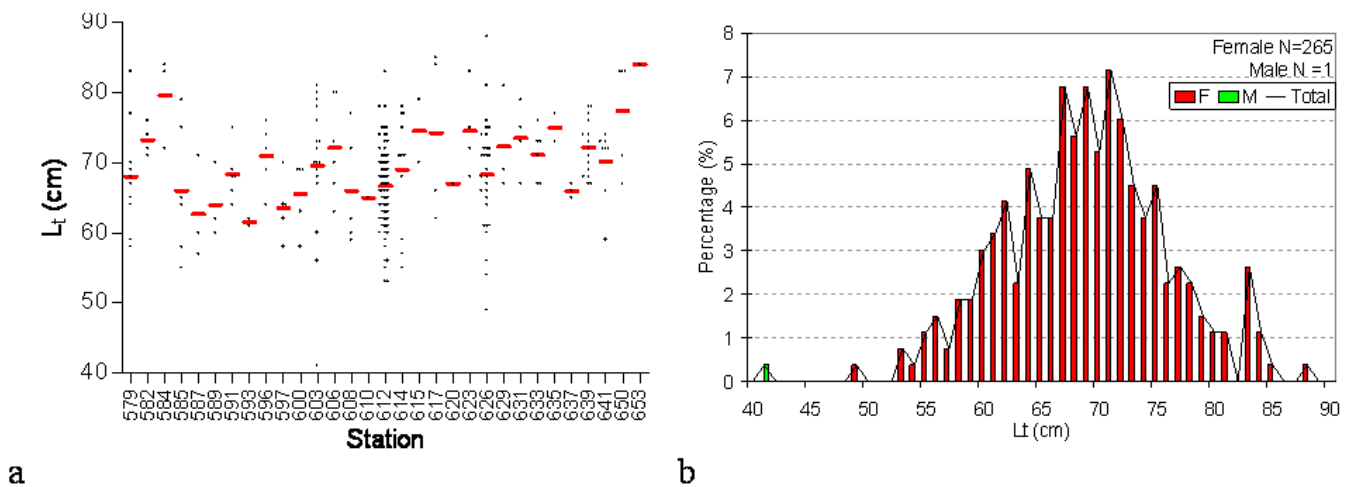 90
80
70
60
50
40
Lt (cm)
579 582 584 585 587 589 591 593 596 597 600 603 606 608 610 612 614 615 617 620 623 626 629 631 633 635 637 639 641 650 653
Station
a
8
7
6
5
4
3
2
1
0
Percentage (%)
Female N=265
Male N =1
F M Total
40 45 50 55 60 65 70 75 80 85 90
Lt (cm)
b